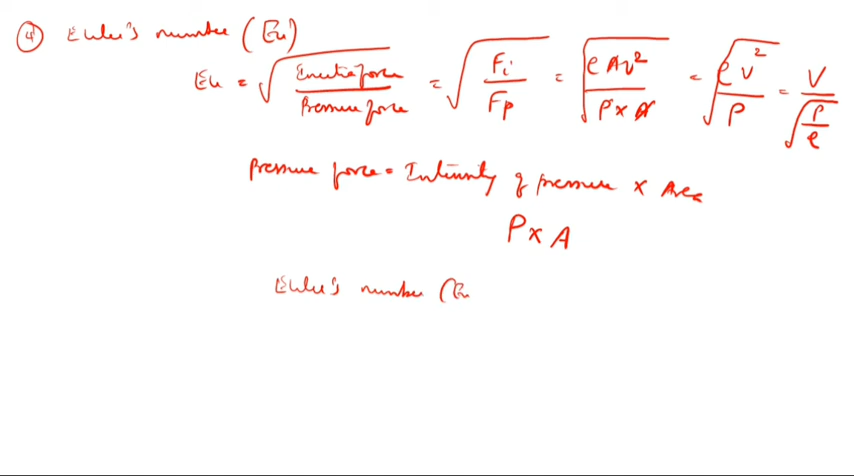 ④ Euler's number (Eu)
Eu = √(Inertia force / Pressure force) = √(Fi / Fp) = √(ρAv² / P×A) = √(ρv² / P) = V / √(P/ρ)
Pressure force = Intensity of pressure × Area
P × A
Euler's number (Eu